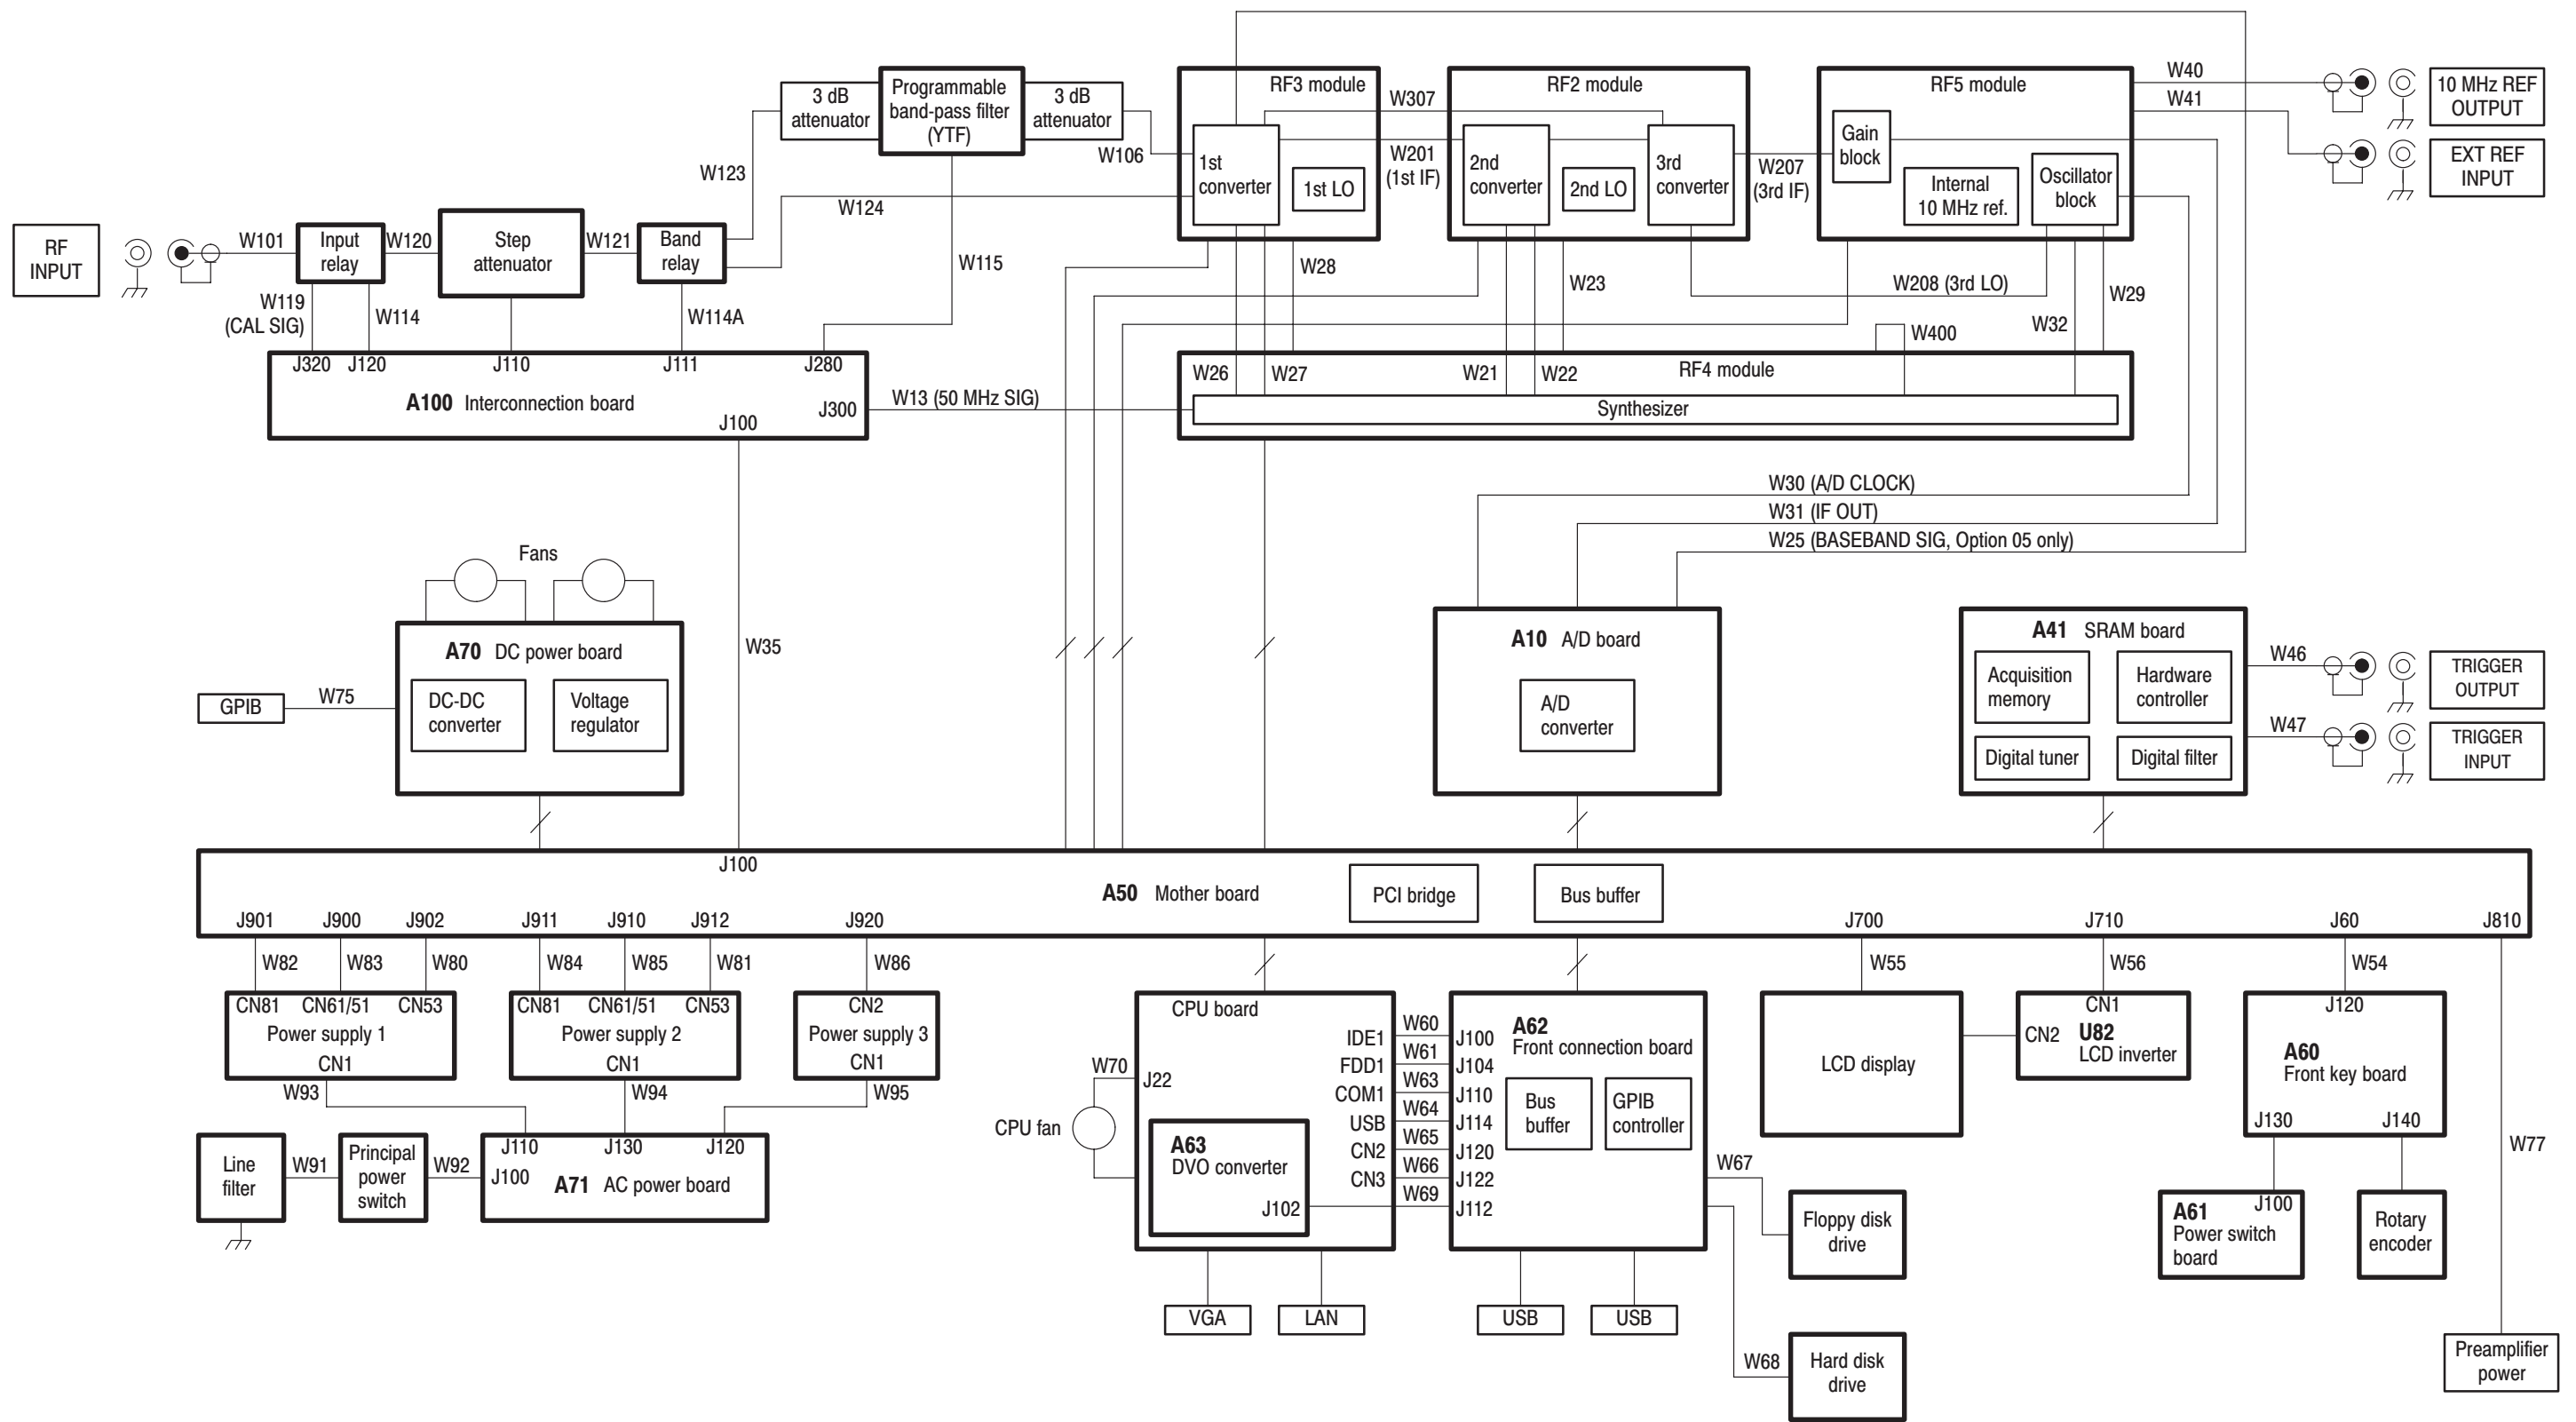 RF
INPUT
W101
Input
relay
W120
Step
attenuator
W121
Band
relay
W119
(CAL SIG)
W114
W114A
W123
W124
3 dB
attenuator
Programmable
band-pass filter
(YTF)
3 dB
attenuator
W106
W115
J320
J120
J110
J111
J280
A100 Interconnection board
J300
J100
W13 (50 MHz SIG)
RF3 module
1st
converter
1st LO
W307
W201
(1st IF)
RF2 module
2nd
converter
2nd LO
3rd
converter
W207
(3rd IF)
RF5 module
Gain
block
Internal
10 MHz ref.
Oscillator
block
W40
10 MHz REF
OUTPUT
W41
EXT REF
INPUT
W28
W23
W208 (3rd LO)
W29
W32
W400
W26
W27
W21
W22
RF4 module
Synthesizer
W30 (A/D CLOCK)
W31 (IF OUT)
W25 (BASEBAND SIG, Option 05 only)
Fans
A70 DC power board
DC-DC
converter
Voltage
regulator
GPIB
W75
W35
A10 A/D board
A/D
converter
A41 SRAM board
Acquisition
memory
Hardware
controller
Digital tuner
Digital filter
W46
TRIGGER
OUTPUT
W47
TRIGGER
INPUT
J100
A50 Mother board
PCI bridge
Bus buffer
J901
J900
J902
J911
J910
J912
J920
J700
J710
J60
J810
W82
W83
W80
W84
W85
W81
W86
W55
W56
W54
W77
CN81
CN61/51
CN53
Power supply 1
CN1
CN81
CN61/51
CN53
Power supply 2
CN1
CN2
Power supply 3
CN1
W93
W94
W95
Line
filter
W91
Principal
power
switch
W92
J110
J130
J120
J100
A71 AC power board
CPU board
W70
J22
CPU fan
A63
DVO converter
J102
IDE1
FDD1
COM1
USB
CN2
CN3
W60
W61
W63
W64
W65
W66
W69
J100
J104
J110
J114
J120
J122
J112
A62
Front connection board
Bus
buffer
GPIB
controller
VGA
LAN
USB
USB
W67
Floppy disk
drive
W68
Hard disk
drive
LCD display
CN1
CN2
U82
LCD inverter
J120
A60
Front key board
J130
J140
J100
A61
Power switch
board
Rotary
encoder
Preamplifier
power